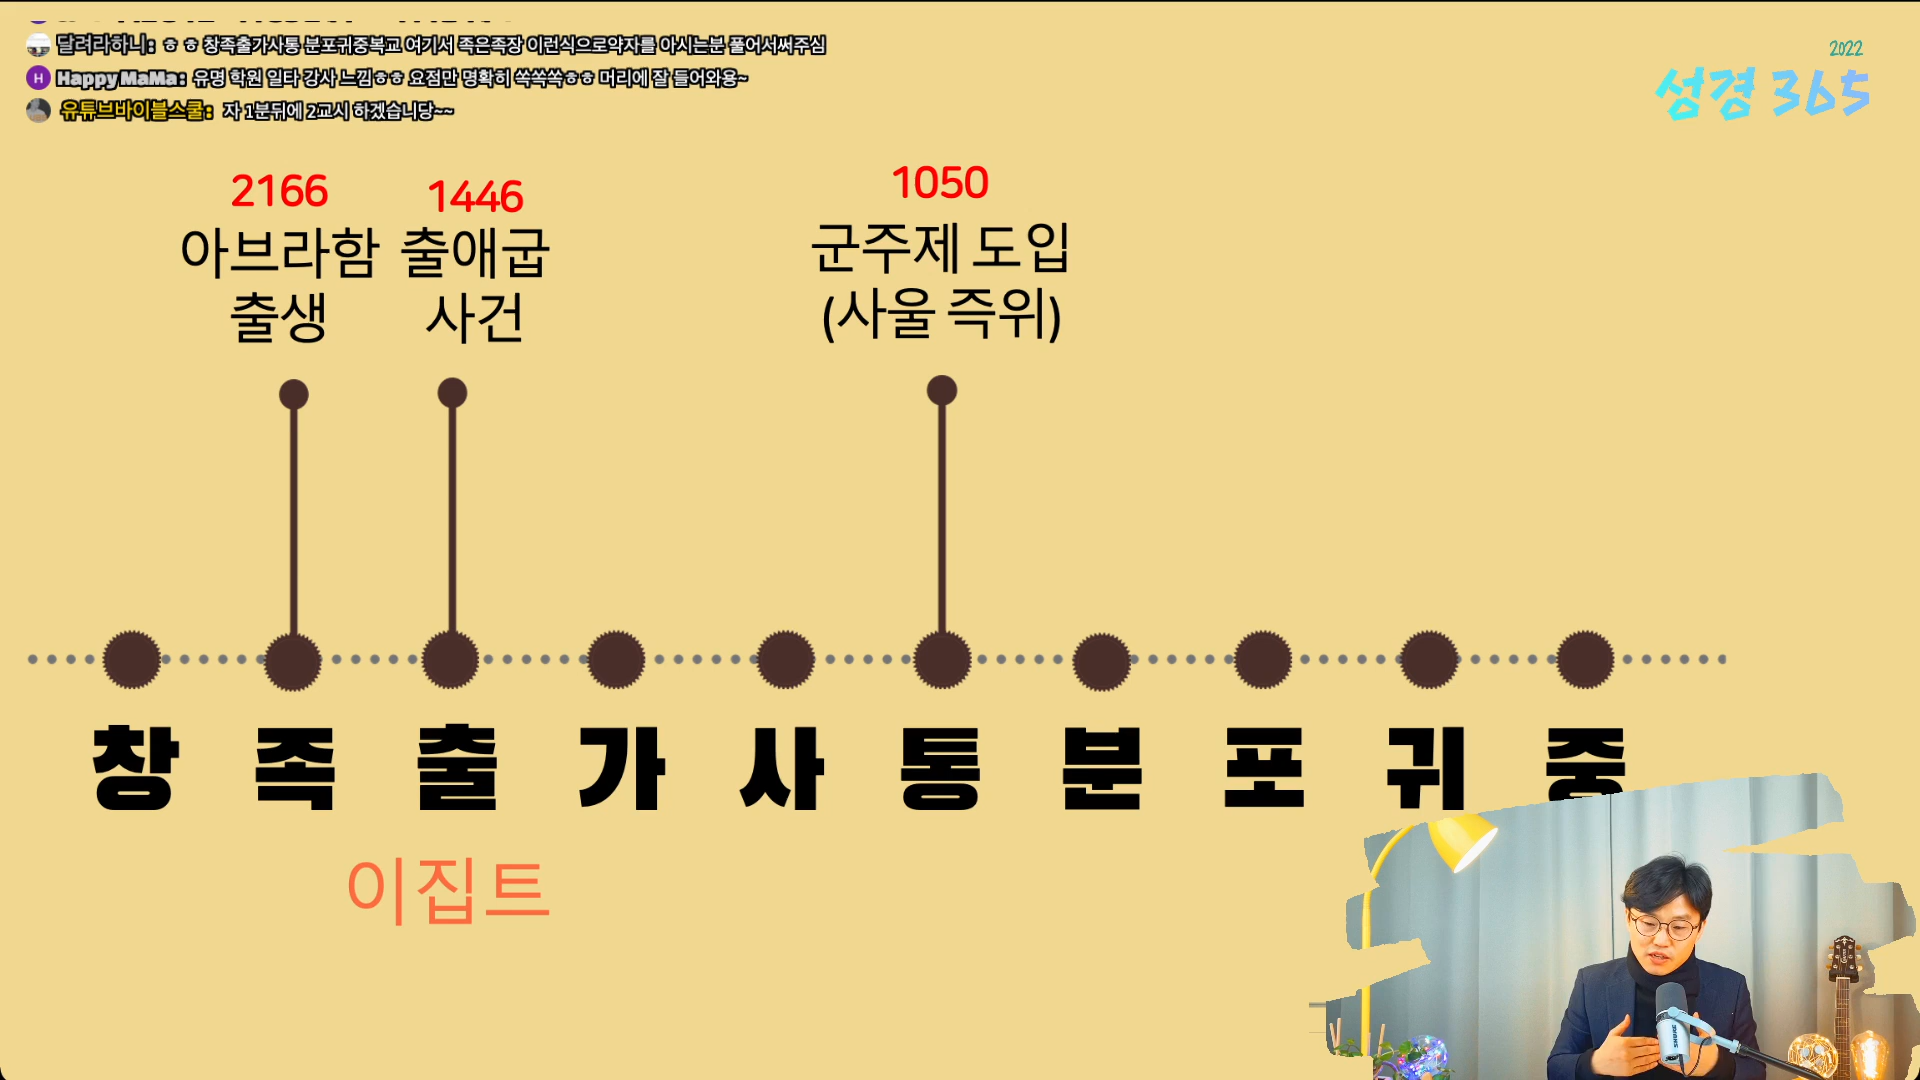 달려라하니: ㅎ ㅎ 창족출가사통 분포귀중복교 여기서 족은족장 이런식으로약자를 아시는분 풀어서써주심
H HappyMaMa: 유명 학원 일타 강사 느낌ㅎㅎ 요점만 명확히 쏙쏙쏙ㅎㅎ 머리에 잘 들어와용~
유튜브바이블스쿨: 자 1분뒤에 2교시 하겠습니당~~
2022
성경 365
2166
아브라함
출생
1446
출애굽
사건
1050
군주제 도입
(사울 즉위)
창 족 출 가 사 통 분 포 귀 중
이집트
SHURE